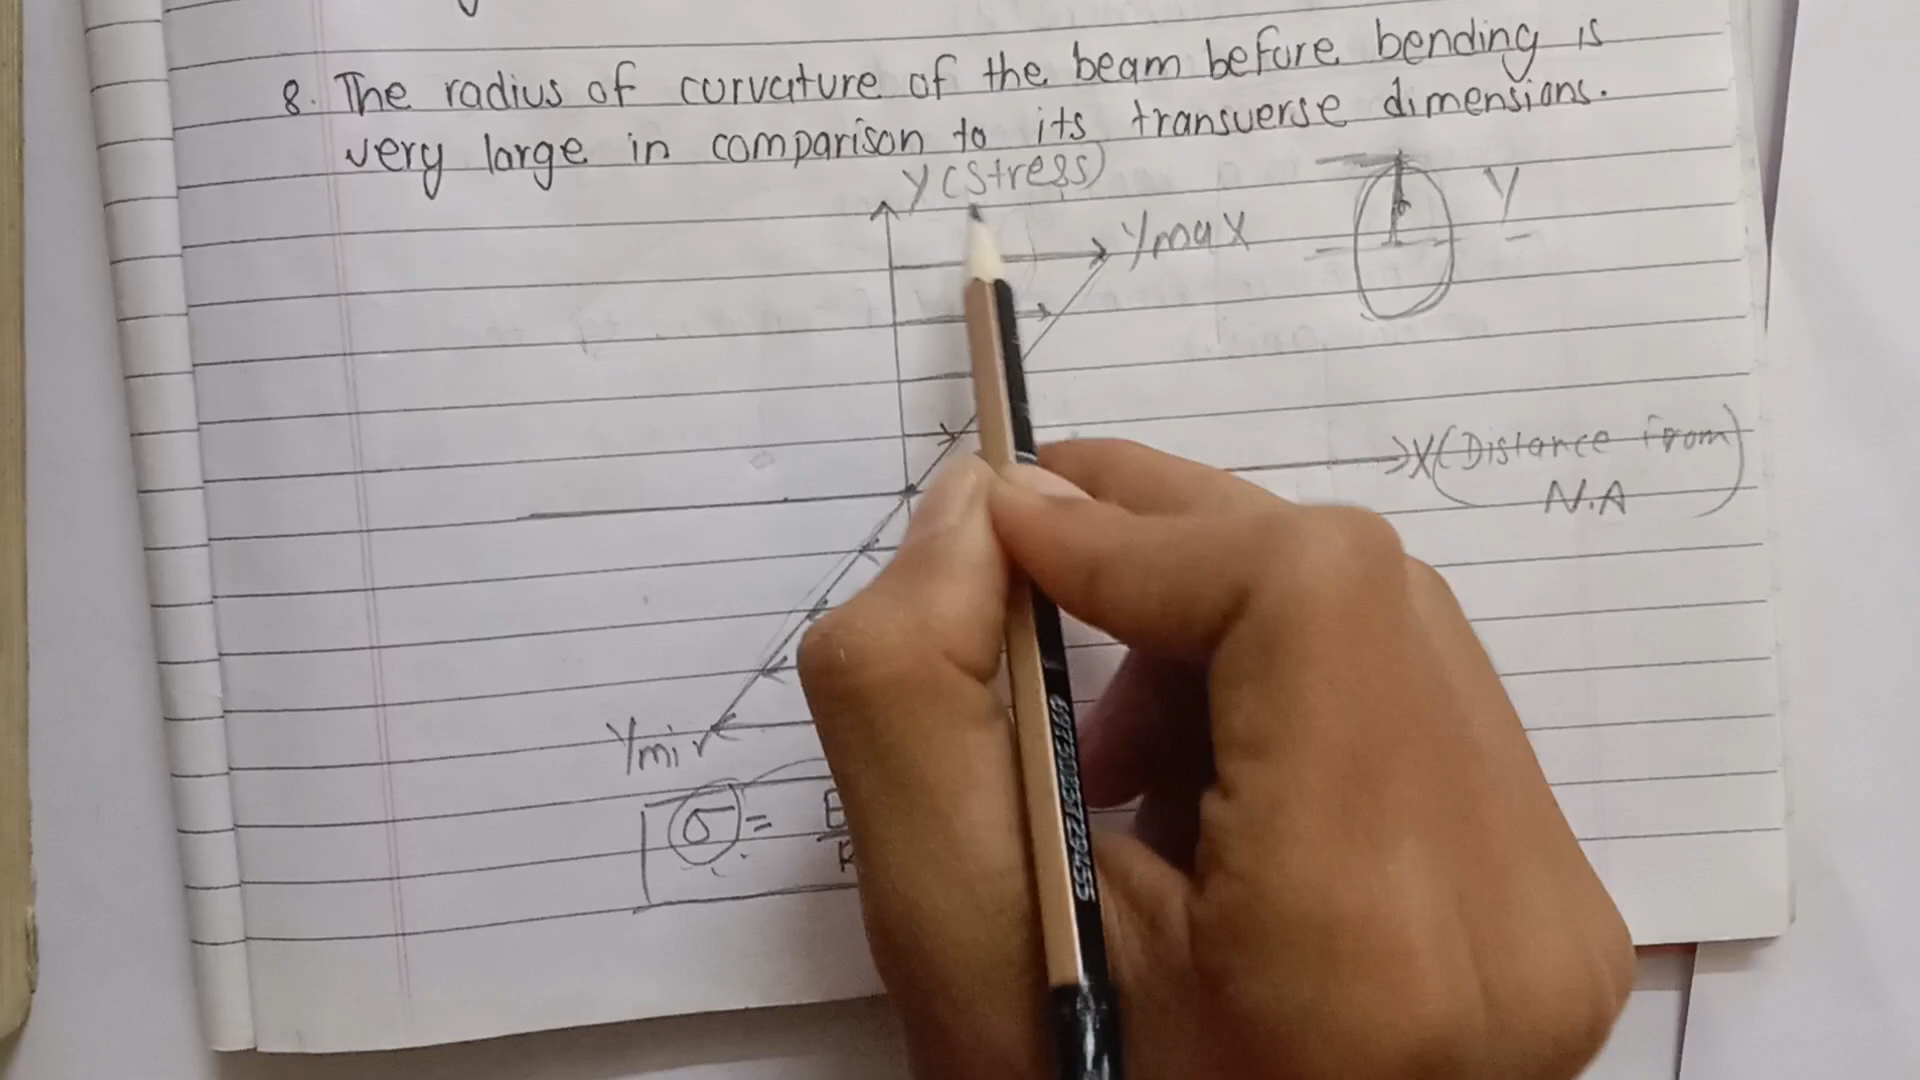 8. The radius of curvature of the beam before bending is
very large in comparison to its transverse dimensions.
Y (Stress)
Ymax
Y
X (Distance from
N.A
Ymin
σ =